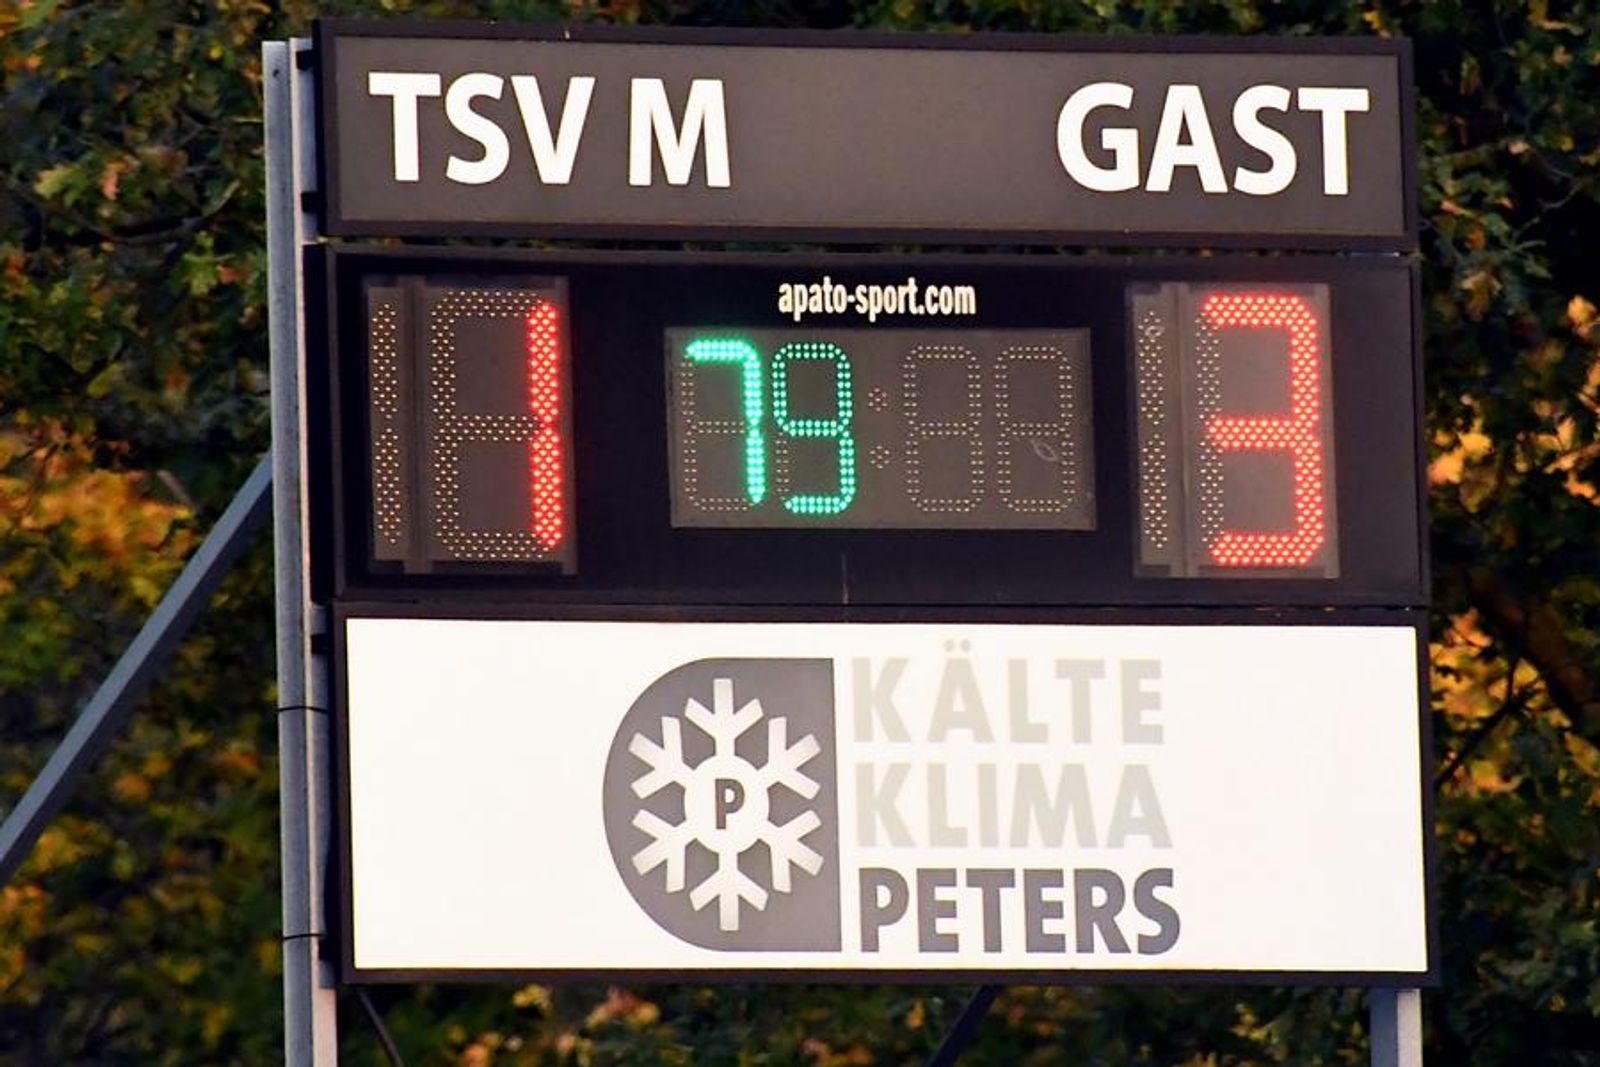 TSV M GAST
apato-sport.com
1 79 3
P
KÄLTE
KLIMA
PETERS